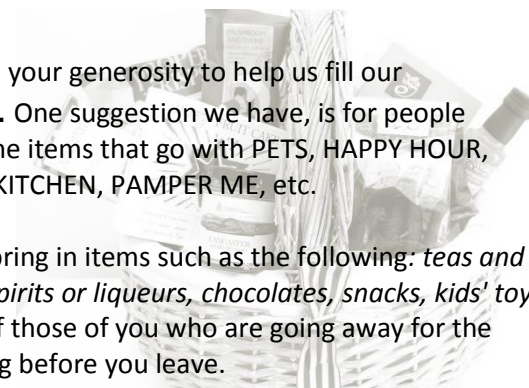 your generosity to help us fill our
. One suggestion we have, is for people
ne items that go with PETS, HAPPY HOUR,
KITCHEN, PAMPER ME, etc.
bring in items such as the following: teas and
pirits or liqueurs, chocolates, snacks, kids' toy
f those of you who are going away for the
g before you leave.
LANCASTER